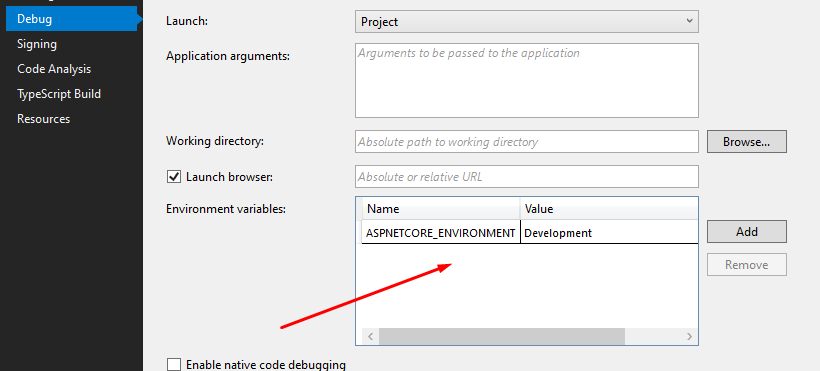 Debug
Signing
Code Analysis
TypeScript Build
Resources
Launch: Project
Application arguments: Arguments to be passed to the application
Working directory: Absolute path to working directory Browse...
Launch browser: Absolute or relative URL
Environment variables: Name Value
ASPNETCORE_ENVIRONMENT Development Add
Remove
Enable native code debugging